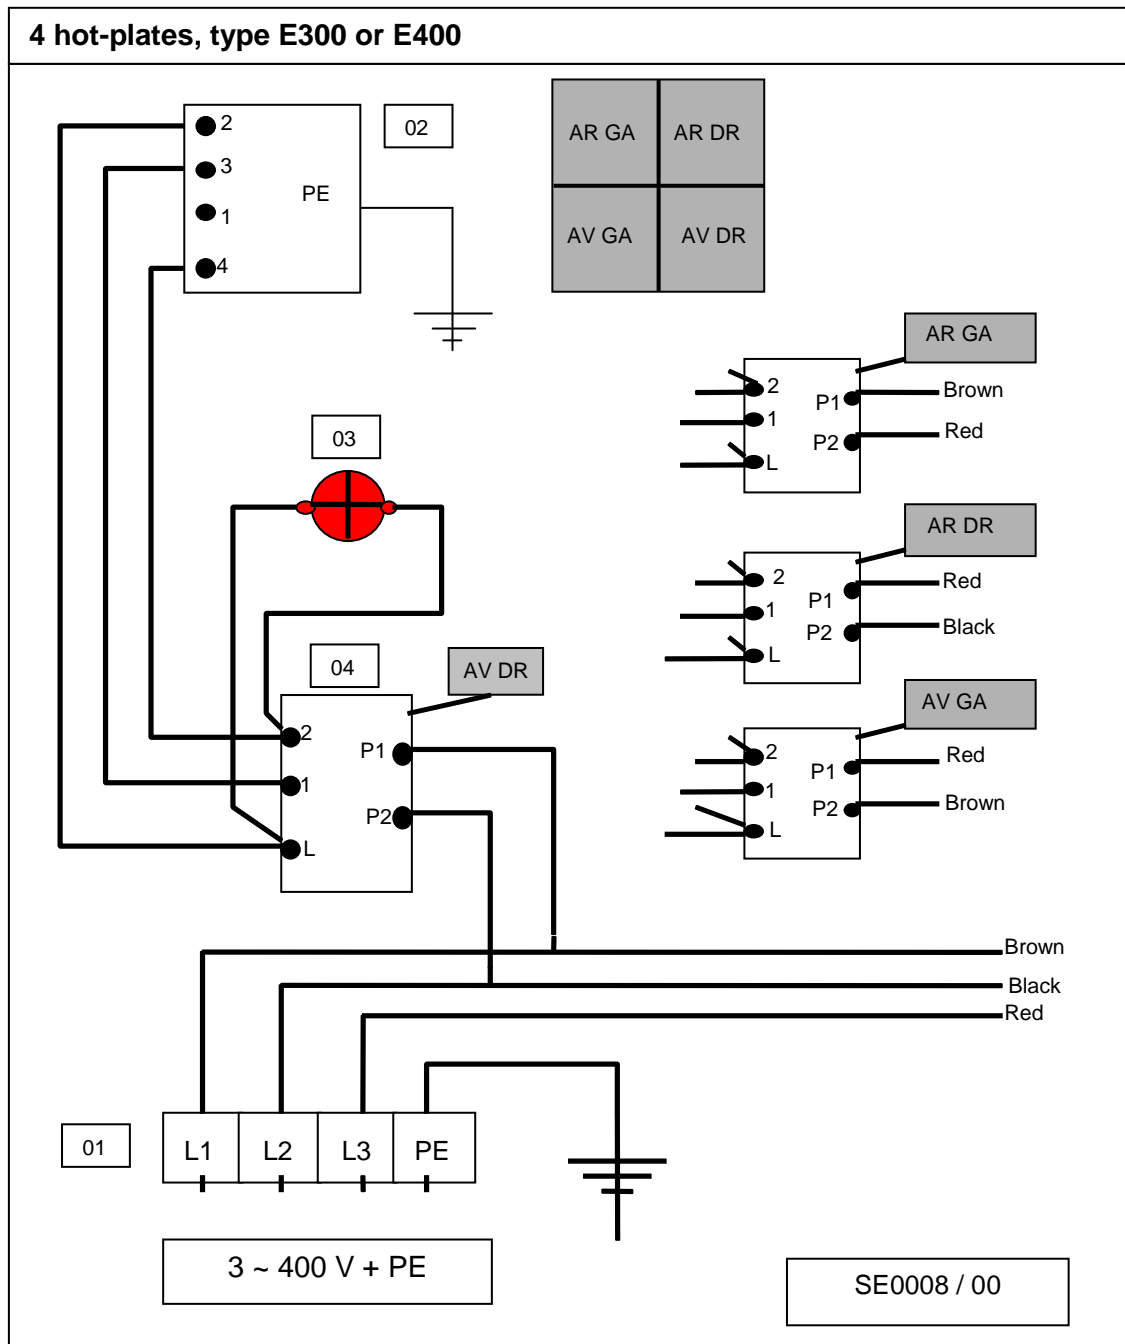 4 hot-plates, type E300 or E400
2
3
1
4
PE
02
AR GA
AR DR
AV GA
AV DR
AR GA
2
1
L
P1
P2
Brown
Red
03
AR DR
2
1
L
P1
P2
Red
Black
04
AV DR
2
1
L
P1
P2
AV GA
2
1
L
P1
P2
Red
Brown
Brown
Black
Red
01
L1
L2
L3
PE
3 ~ 400 V + PE
SE0008 / 00